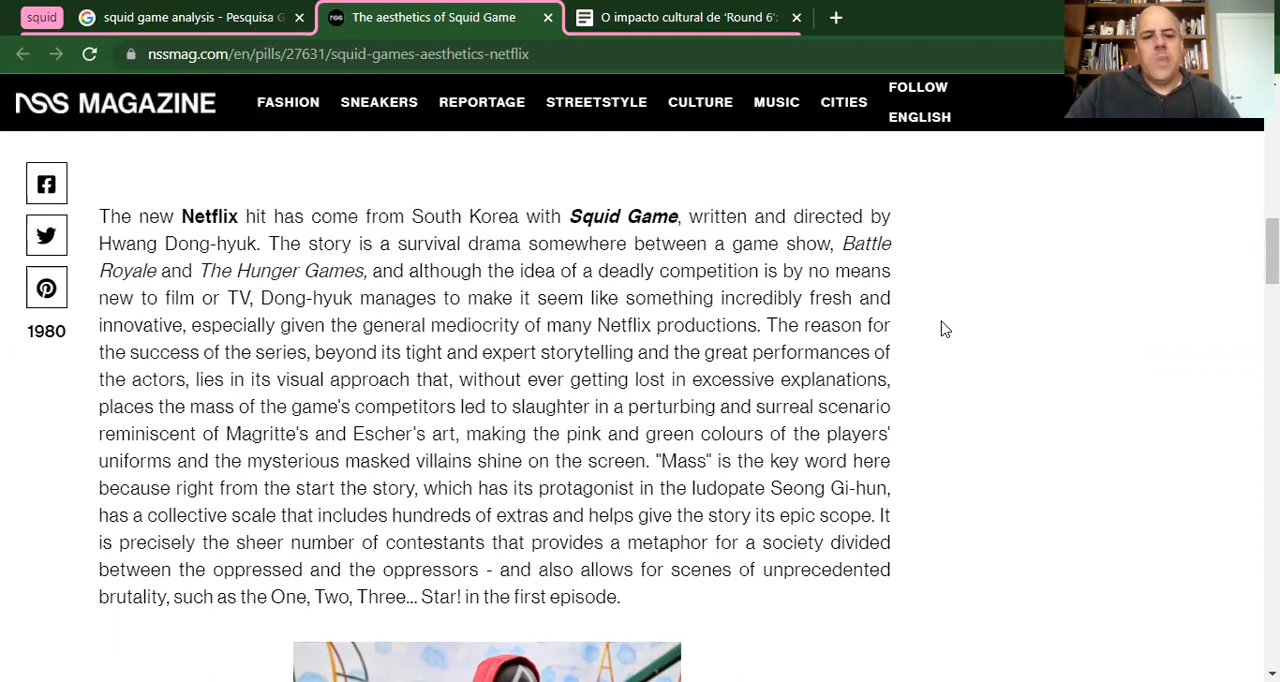 squid
squid game analysis - Pesquisa G
The aesthetics of Squid Game
O impacto cultural de ‘Round 6’:
nssmag.com/en/pills/27631/squid-games-aesthetics-netflix
nss MAGAZINE
FASHION SNEAKERS REPORTAGE STREETSTYLE CULTURE MUSIC CITIES
FOLLOW
ENGLISH
The new Netflix hit has come from South Korea with Squid Game, written and directed by
Hwang Dong-hyuk. The story is a survival drama somewhere between a game show, Battle
Royale and The Hunger Games, and although the idea of a deadly competition is by no means
new to film or TV, Dong-hyuk manages to make it seem like something incredibly fresh and
innovative, especially given the general mediocrity of many Netflix productions. The reason for
the success of the series, beyond its tight and expert storytelling and the great performances of
the actors, lies in its visual approach that, without ever getting lost in excessive explanations,
places the mass of the game's competitors led to slaughter in a perturbing and surreal scenario
reminiscent of Magritte's and Escher's art, making the pink and green colours of the players'
uniforms and the mysterious masked villains shine on the screen. "Mass" is the key word here
because right from the start the story, which has its protagonist in the ludopate Seong Gi-hun,
has a collective scale that includes hundreds of extras and helps give the story its epic scope. It
is precisely the sheer number of contestants that provides a metaphor for a society divided
between the oppressed and the oppressors - and also allows for scenes of unprecedented
brutality, such as the One, Two, Three... Star! in the first episode.
1980